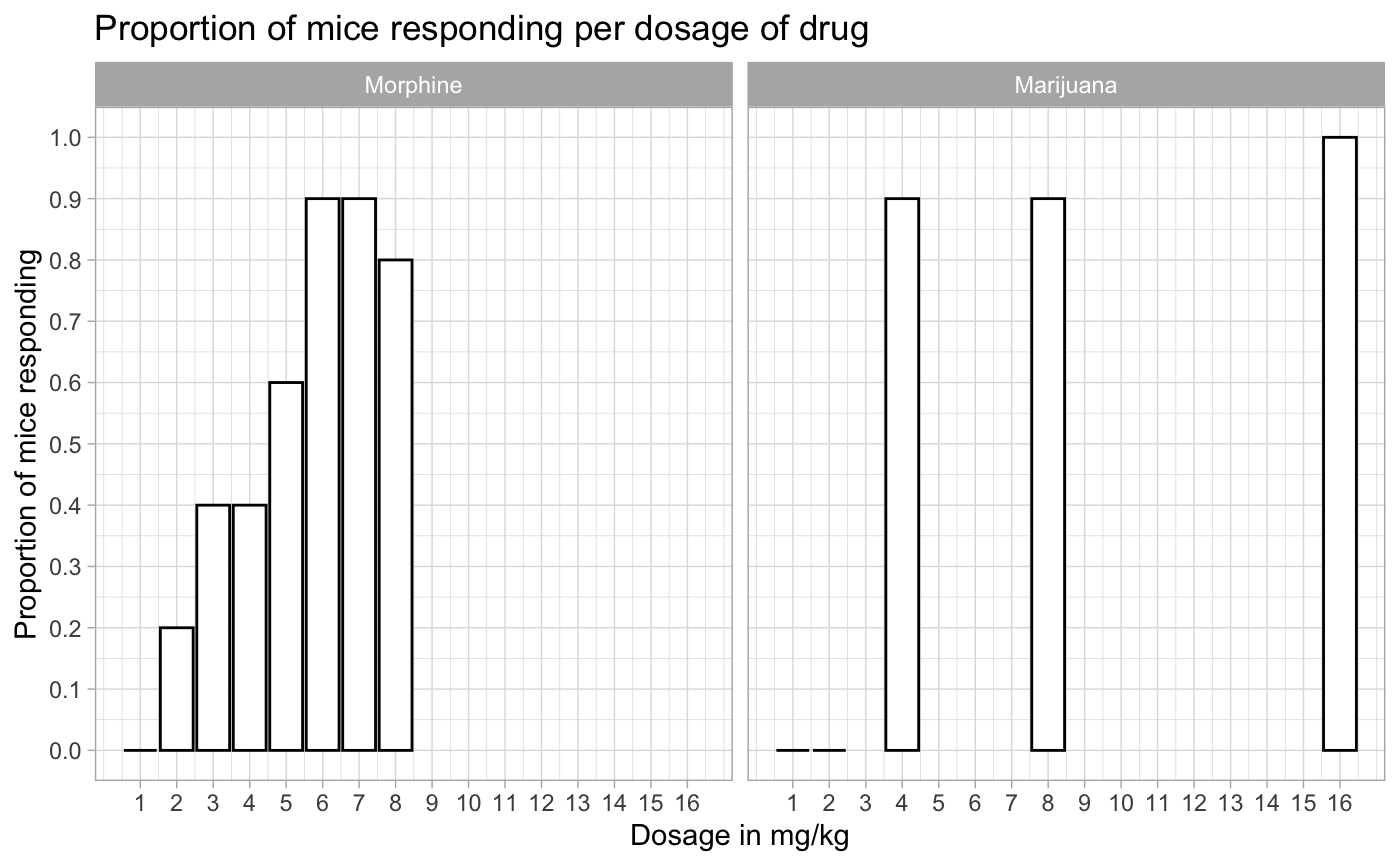 Proportion of mice responding per dosage of drug
Morphine
Marijuana
Proportion of mice responding
1.0
0.9
0.8
0.7
0.6
0.5
0.4
0.3
0.2
0.1
0.0
1 2 3 4 5 6 7 8 9 10 11 12 13 14 15 16
1 2 3 4 5 6 7 8 9 10 11 12 13 14 15 16
Dosage in mg/kg